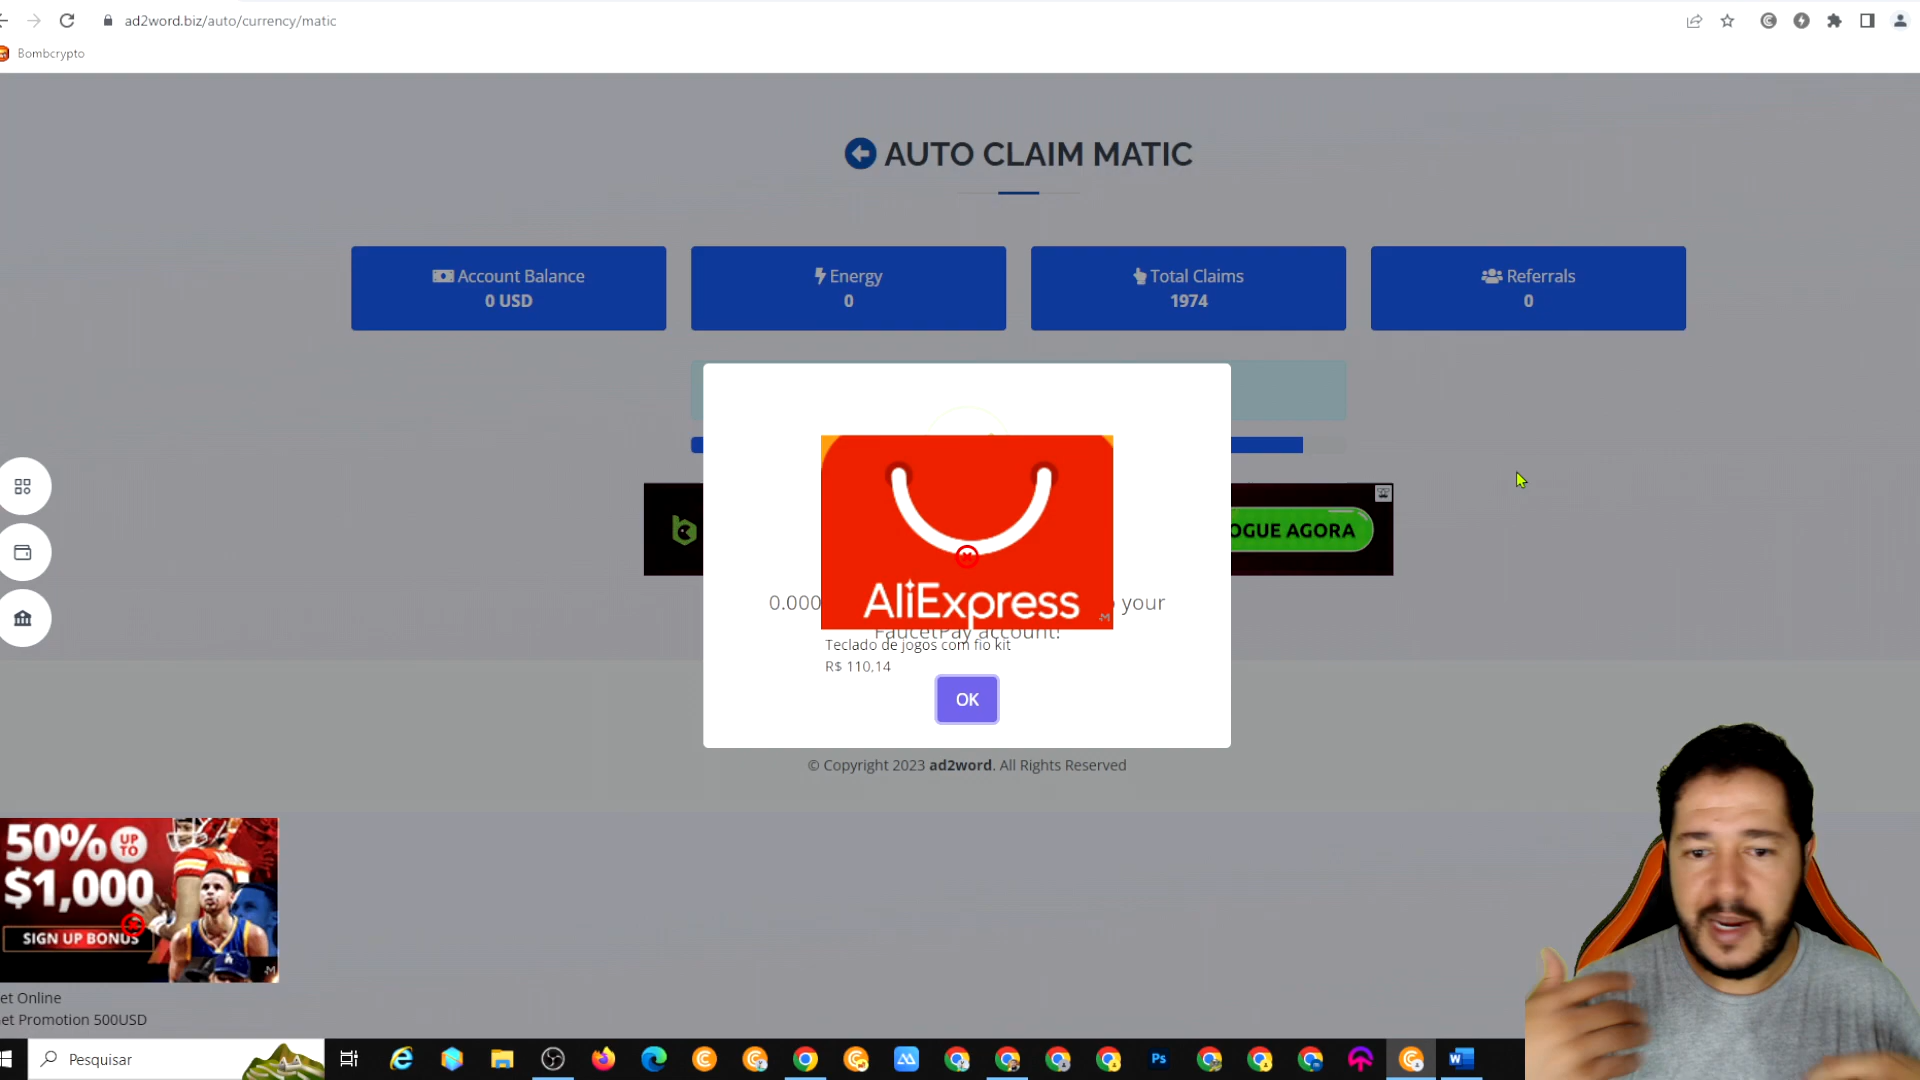 ad2word.biz/auto/currency/matic
Bombcrypto
AUTO CLAIM MATIC
Account Balance
0 USD
Energy
0
Total Claims
1974
Referrals
0
OGUE AGORA
AliExpress
0.000
your
FaucetPay account!
Teclado de jogos com fio kit
R$ 110,14
OK
© Copyright 2023 ad2word. All Rights Reserved
50% UP TO
$1,000
SIGN UP BONUS
et Online
et Promotion 500USD
Pesquisar